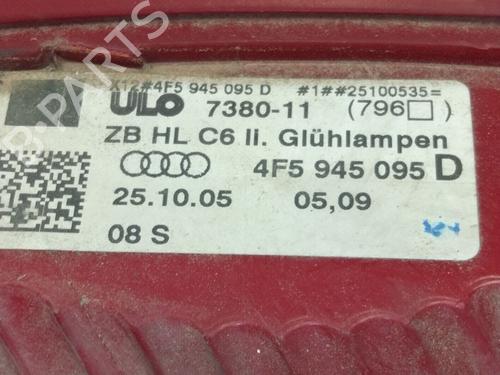 X12#4F5 945 095 D #1##25100535=
ULO 7380-11 (796□)
ZB HL C6 li. Glühlampen
4F5 945 095 D
25.10.05 05,09
08 S